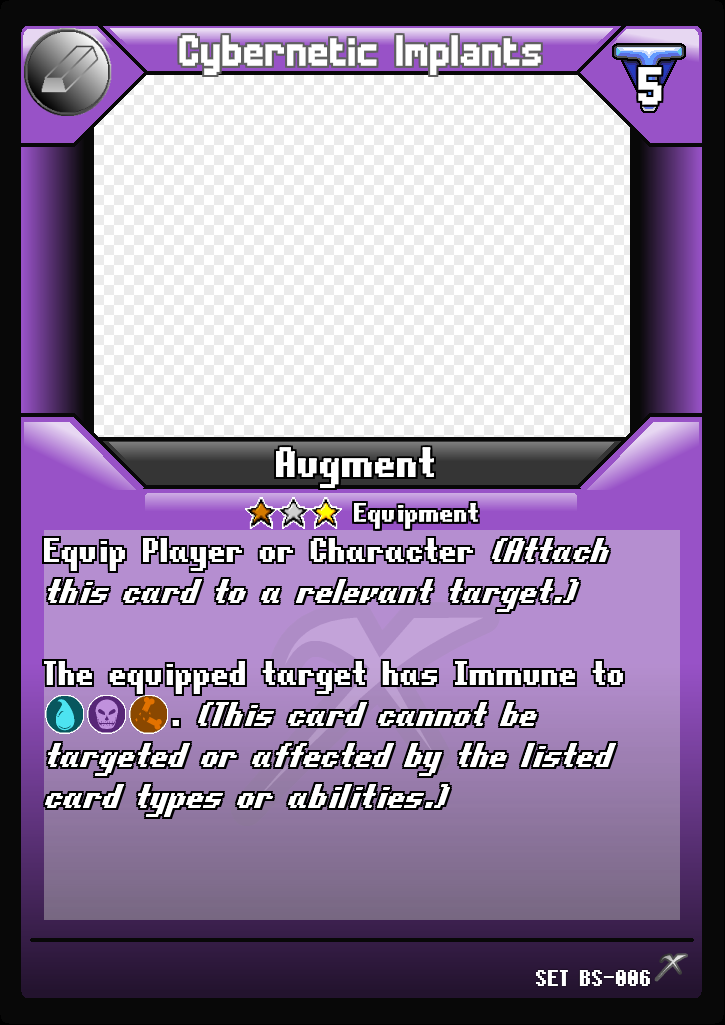 Cybernetic Implants
5
Augment
Equipment
Equip Player or Character (Attach
this card to a relevant target.)
The equipped target has Immune to
. (This card cannot be
targeted or affected by the listed
card types or abilities.)
SET BS-006